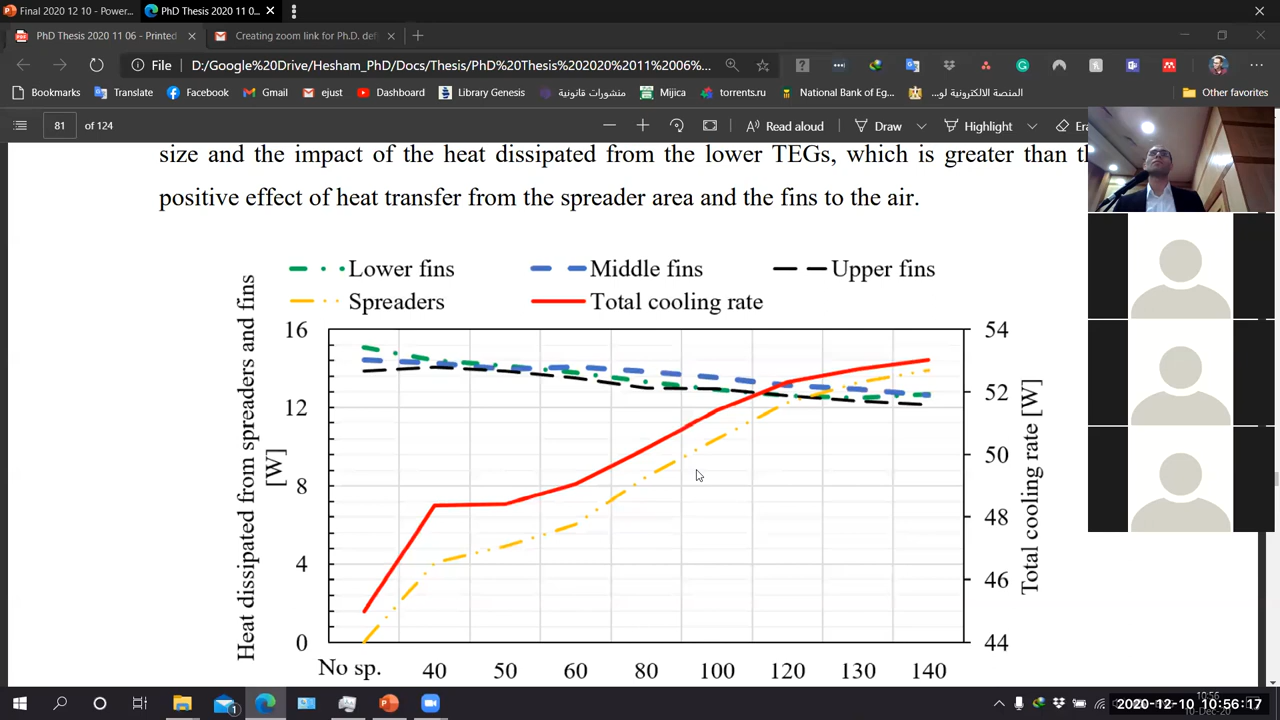 Final 2020 12 10 - Power...
PhD Thesis 2020 11 0...
PhD Thesis 2020 11 06 - Printed
Creating zoom link for Ph.D. def
File
D:/Google%20Drive/Hesham_PhD/Docs/Thesis/PhD%20Thesis%202020%2011%2006%...
Bookmarks
Translate
Facebook
Gmail
ejust
Dashboard
Library Genesis
منشورات قانونية
Mijica
torrents.ru
National Bank of Eg...
المنصة الالكترونية لو...
Other favorites
81 of 124
Read aloud
Draw
Highlight
Era
size and the impact of the heat dissipated from the lower TEGs, which is greater than th
positive effect of heat transfer from the spreader area and the fins to the air.
Lower fins
Middle fins
Upper fins
Spreaders
Total cooling rate
Heat dissipated from spreaders and fins
[W]
16
12
8
4
0
54
52
50
48
46
44
Total cooling rate [W]
No sp. 40 50 60 80 100 120 130 140
1
10:56
10-Dec-20
2020-12-10 10:56:17